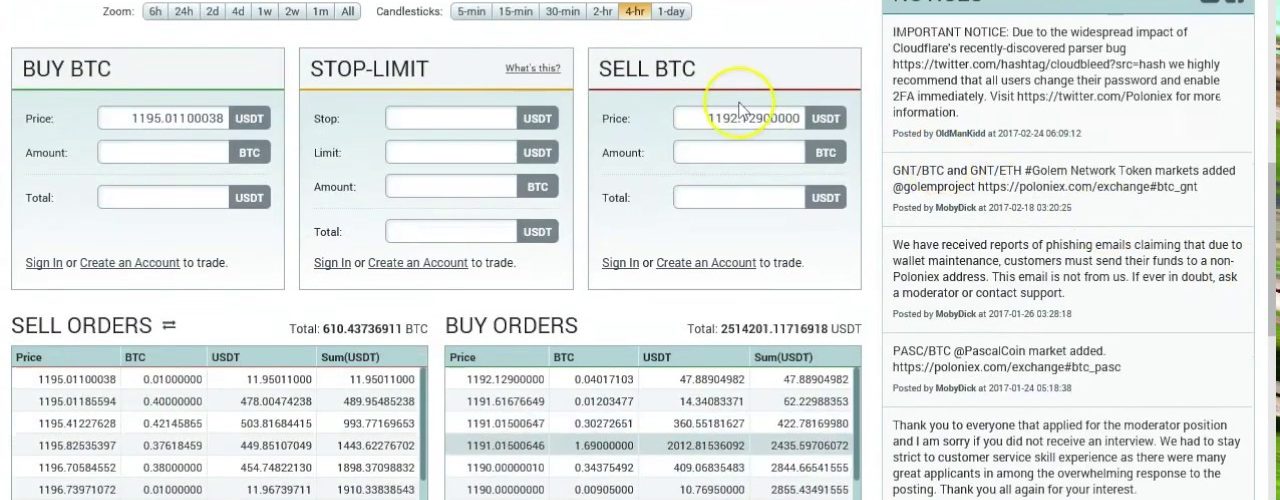 Zoom: 6h 24h 2d 4d 1w 2w 1m All Candlesticks: 5-min 15-min 30-min 2-hr 4-hr 1-day
BUY BTC
Price: 1195.01100038 USDT
Amount: BTC
Total: USDT
Sign In or Create an Account to trade.
STOP-LIMIT What's this?
Stop: USDT
Limit: USDT
Amount: BTC
Total: USDT
Sign In or Create an Account to trade.
SELL BTC
Price: 1192.12900000 USDT
Amount: BTC
Total: USDT
Sign In or Create an Account to trade.
SELL ORDERS Total: 610.43736911 BTC
Price BTC USDT Sum(USDT)
1195.01100038 0.01000000 11.95011000 11.95011000
1195.01185594 0.40000000 478.00474238 489.95485238
1195.41227628 0.42145865 503.81684415 993.77169653
1195.82535397 0.37618459 449.85107049 1443.62276702
1196.70584552 0.38000000 454.74822130 1898.37098832
1196.73971072 0.01000000 11.96739711 1910.33838543
BUY ORDERS Total: 2514201.11716918 USDT
Price BTC USDT Sum(USDT)
1192.12900000 0.04017103 47.88904982 47.88904982
1191.61676649 0.01203477 14.34083371 62.22988353
1191.01500647 0.30272651 360.55181627 422.78169980
1191.01500646 1.69000000 2012.81536092 2435.59706072
1190.00000010 0.34375492 409.06835483 2844.66541555
1190.00000000 0.00905000 10.76950000 2855.43491555
IMPORTANT NOTICE: Due to the widespread impact of
Cloudflare's recently-discovered parser bug
https://twitter.com/hashtag/cloudbleed?src=hash we highly
recommend that all users change their password and enable
2FA immediately. Visit https://twitter.com/Poloniex for more
information.
Posted by OldManKidd at 2017-02-24 06:09:12
GNT/BTC and GNT/ETH #Golem Network Token markets added
@golemproject https://poloniex.com/exchange#btc_gnt
Posted by MobyDick at 2017-02-18 03:20:25
We have received reports of phishing emails claiming that due to
wallet maintenance, customers must send their funds to a non-
Poloniex address. This email is not from us. If ever in doubt, ask
a moderator or contact support.
Posted by MobyDick at 2017-01-26 03:28:18
PASC/BTC @PascalCoin market added.
https://poloniex.com/exchange#btc_pasc
Posted by MobyDick at 2017-01-24 05:18:38
Thank you to everyone that applied for the moderator position
and I am sorry if you did not receive an interview. We had to stay
strict to customer service skill experience as there were many
great applicants in among the overwhelming response to the
posting. Thank you all again for your interest.